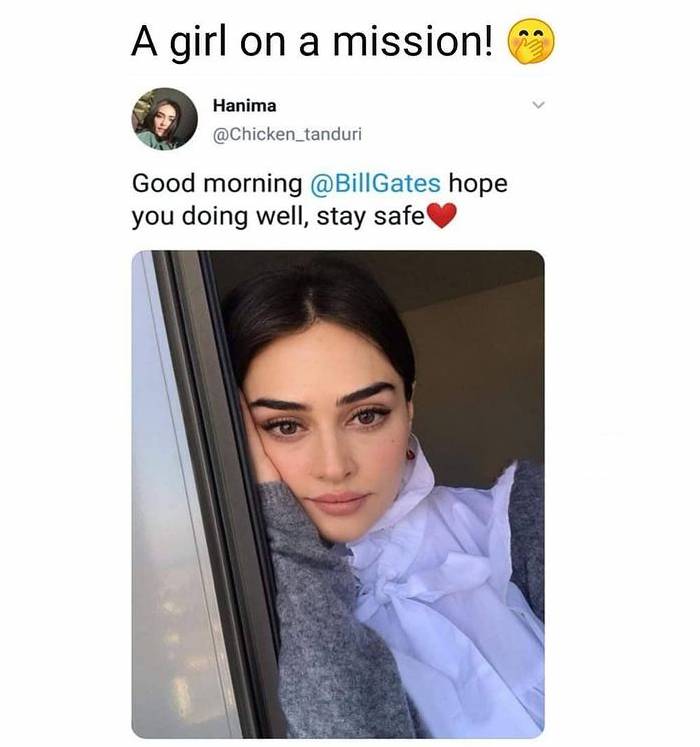 A girl on a mission! 🤭
Hanima
@Chicken_tanduri
Good morning @BillGates hope
you doing well, stay safe❤️